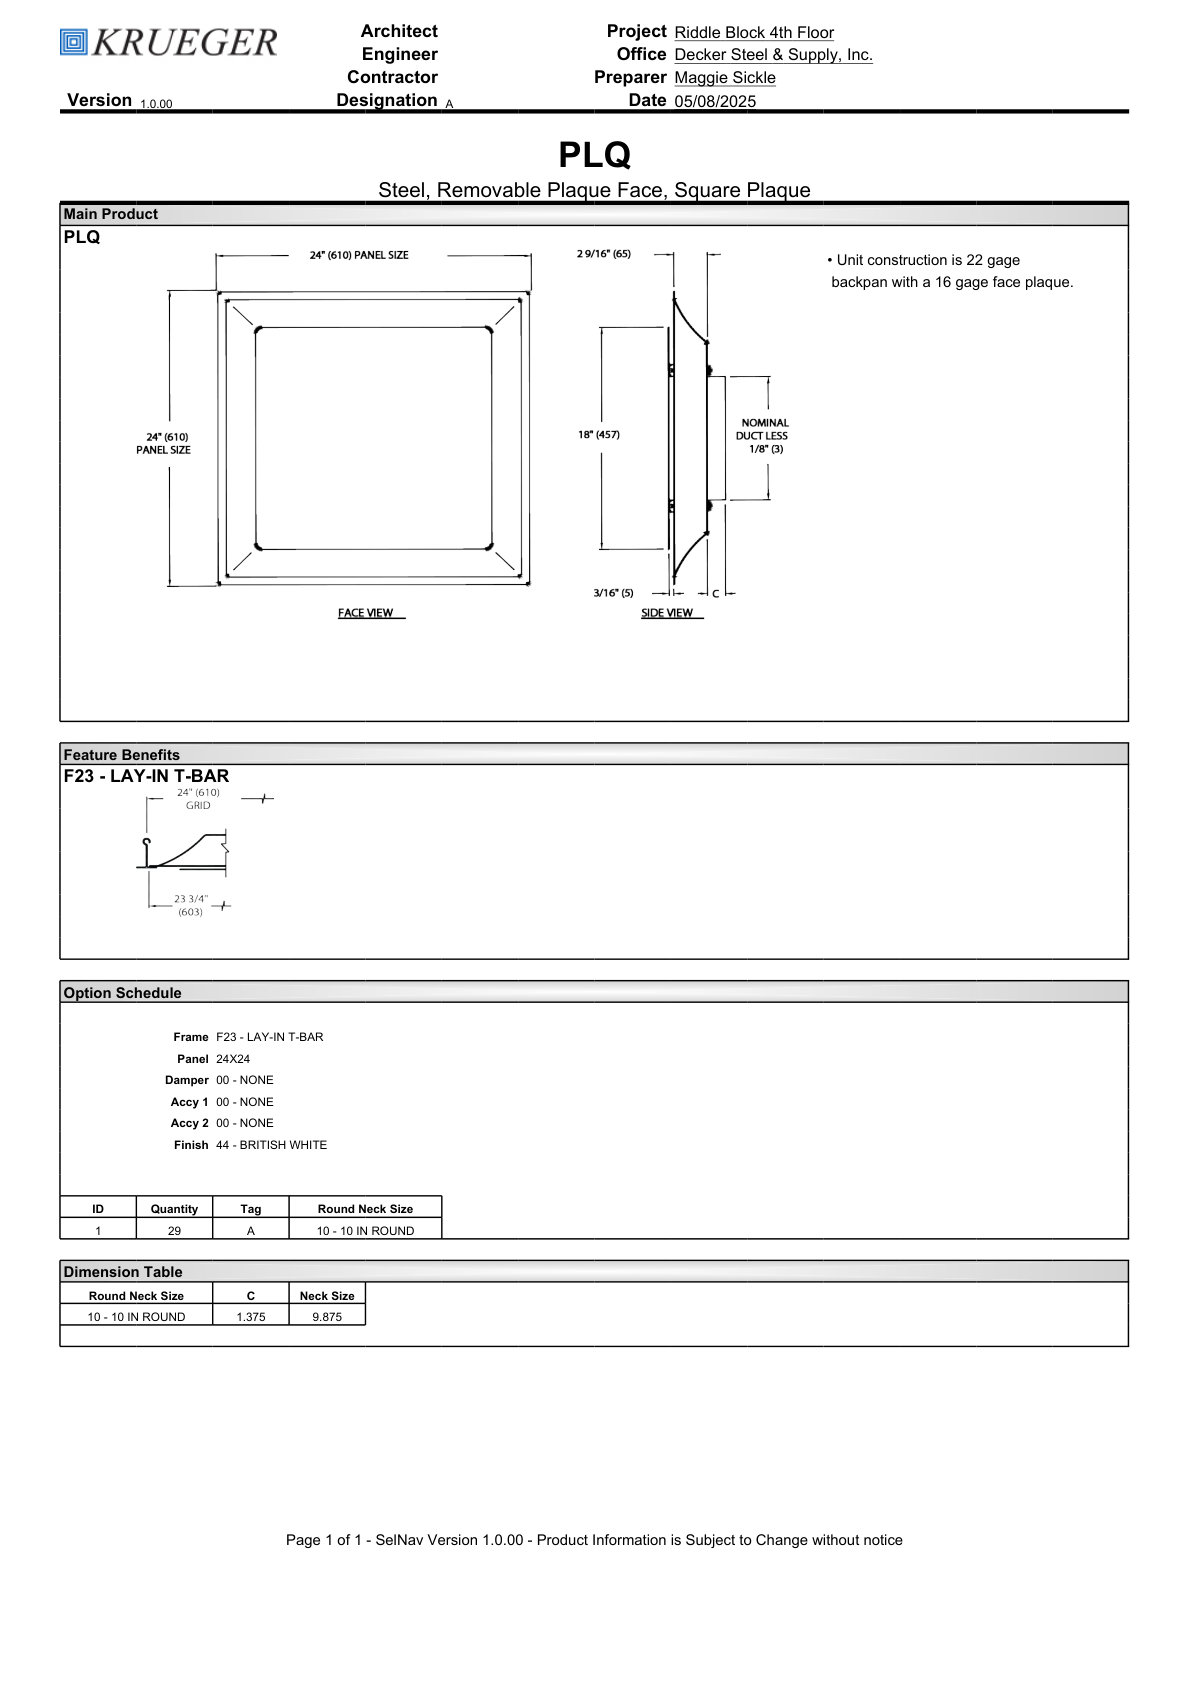 KRUEGER
Architect
Engineer
Contractor
Version 1.0.00
Designation A
Project Riddle Block 4th Floor
Office Decker Steel & Supply, Inc.
Preparer Maggie Sickle
Date 05/08/2025
PLQ
Steel, Removable Plaque Face, Square Plaque
Main Product
PLQ
24" (610) PANEL SIZE
2 9/16" (65)
• Unit construction is 22 gage
backpan with a 16 gage face plaque.
24" (610)
PANEL SIZE
18" (457)
NOMINAL
DUCT LESS
1/8" (3)
3/16" (5)
C
FACE VIEW
SIDE VIEW
Feature Benefits
F23 - LAY-IN T-BAR
24" (610)
GRID
23 3/4"
(603)
Option Schedule
Frame F23 - LAY-IN T-BAR
Panel 24X24
Damper 00 - NONE
Accy 1 00 - NONE
Accy 2 00 - NONE
Finish 44 - BRITISH WHITE
ID Quantity Tag Round Neck Size
1 29 A 10 - 10 IN ROUND
Dimension Table
Round Neck Size C Neck Size
10 - 10 IN ROUND 1.375 9.875
Page 1 of 1 - SelNav Version 1.0.00 - Product Information is Subject to Change without notice